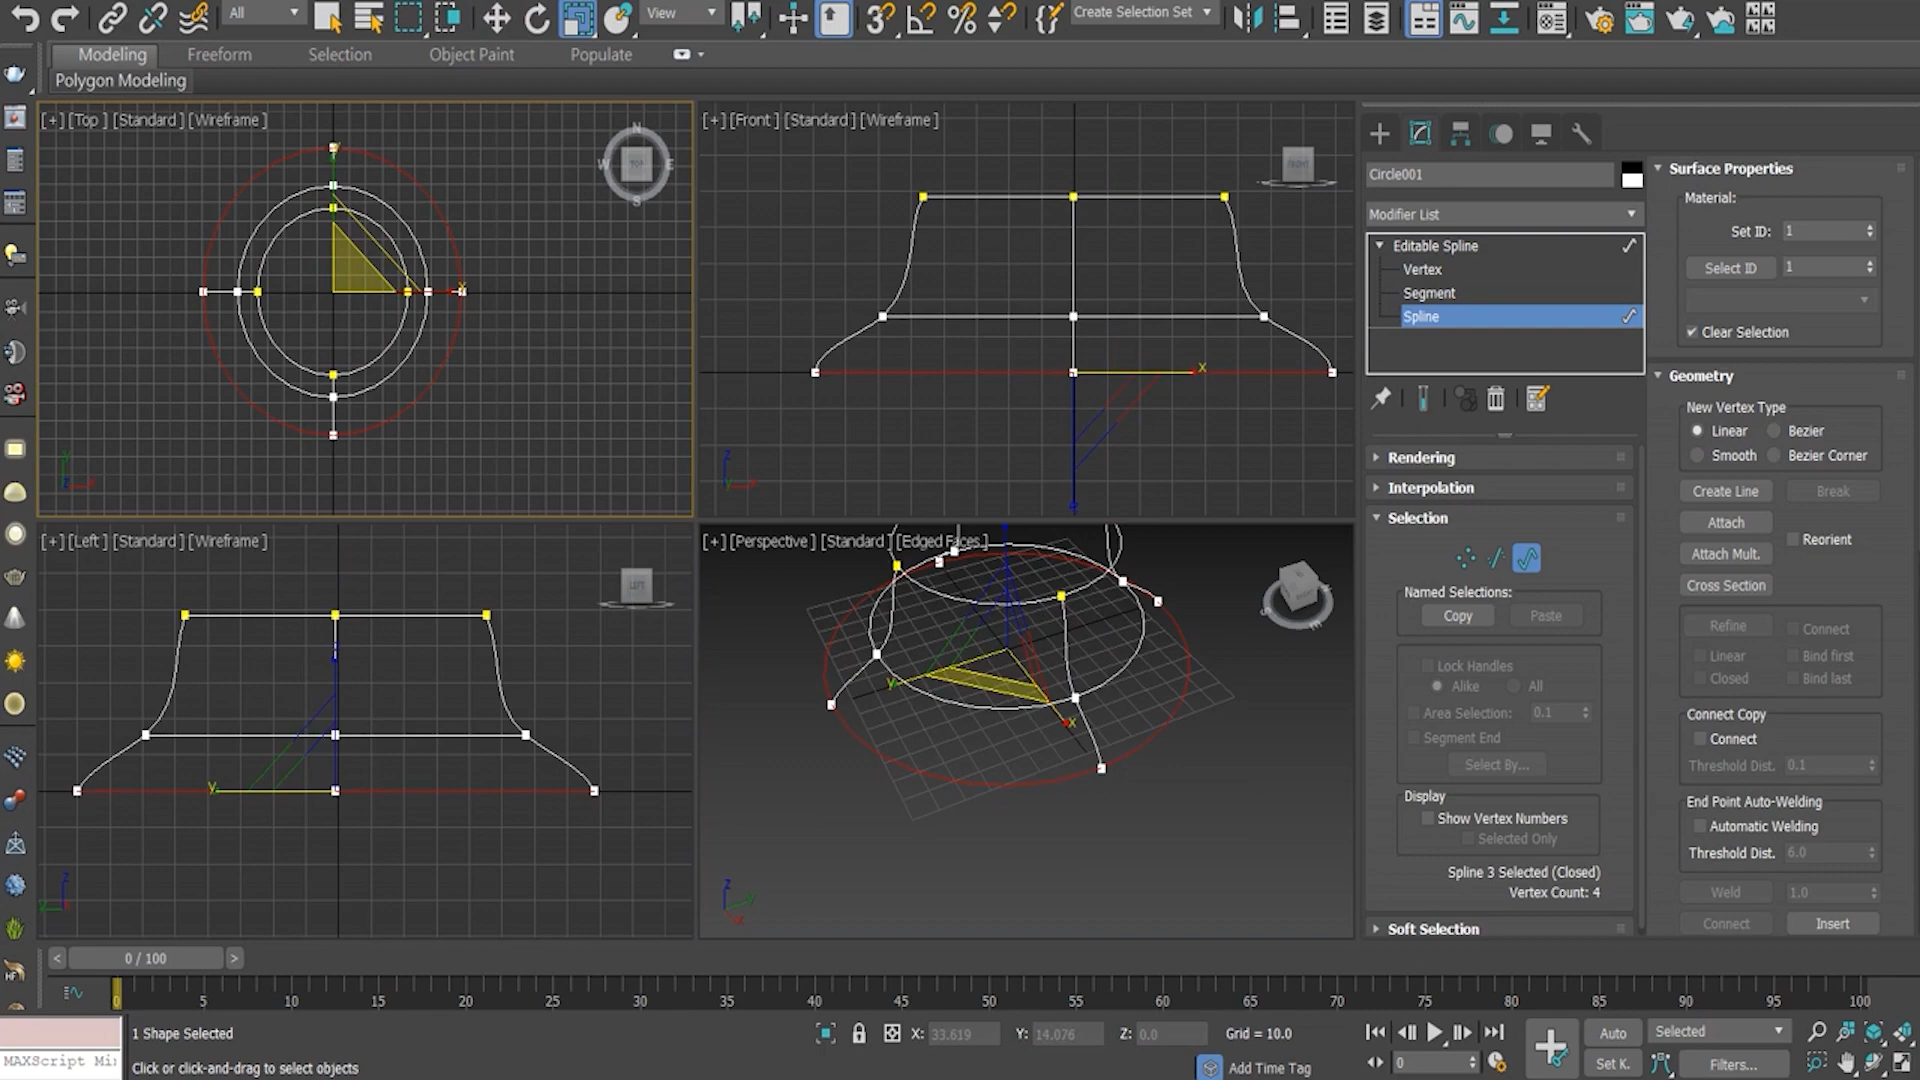 All
View
Create Selection Set
Modeling
Freeform
Selection
Object Paint
Populate
Polygon Modeling
[+] [Top ] [Standard ] [Wireframe ]
[+] [Front ] [Standard ] [Wireframe ]
[+] [Left ] [Standard ] [Wireframe ]
[+] [Perspective ] [Standard ] [Edged Faces ]
N
W
TOP
E
S
FRONT
LEFT
Circle001
Modifier List
Editable Spline
Vertex
Segment
Spline
Rendering
Interpolation
Selection
Named Selections:
Copy
Paste
Lock Handles
Alike
All
Area Selection:
0.1
Segment End
Select By...
Display
Show Vertex Numbers
Selected Only
Spline 3 Selected (Closed)
Vertex Count: 4
Soft Selection
Surface Properties
Material:
Set ID:
1
Select ID
1
Clear Selection
Geometry
New Vertex Type
Linear
Bezier
Smooth
Bezier Corner
Create Line
Break
Attach
Reorient
Attach Mult.
Cross Section
Refine
Connect
Linear
Bind first
Closed
Bind last
Connect Copy
Connect
Threshold Dist.
0.1
End Point Auto-Welding
Automatic Welding
Threshold Dist.
6.0
Weld
1.0
Connect
Insert
<
0 / 100
>
0
5
10
15
20
25
30
35
40
45
50
55
60
65
70
75
80
85
90
95
100
1 Shape Selected
Click or click-and-drag to select objects
MAXScript Mi
X:
33.619
Y:
14.076
Z:
0.0
Grid = 10.0
Add Time Tag
0
Auto
Selected
Set K.
Filters...